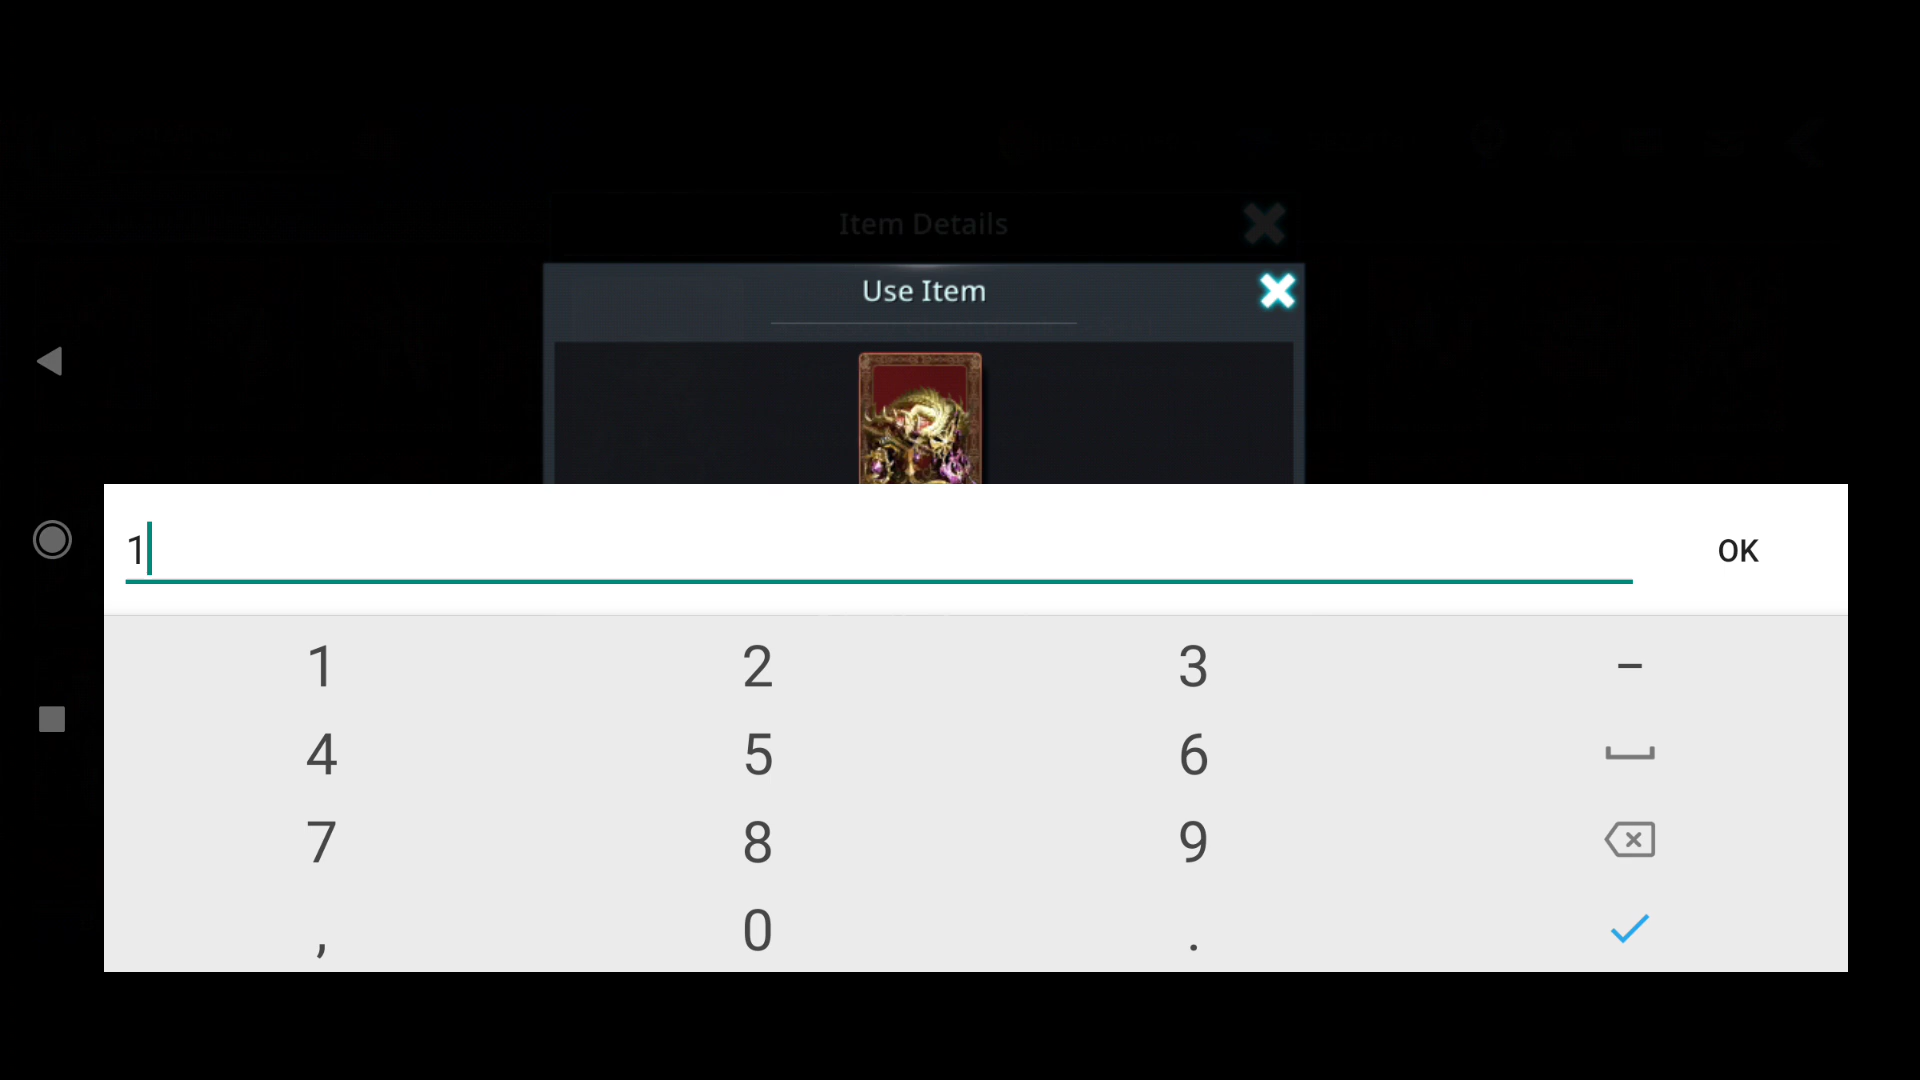 Item Details
Use Item
1
OK
1 2 3 –
4 5 6
7 8 9
, 0 .